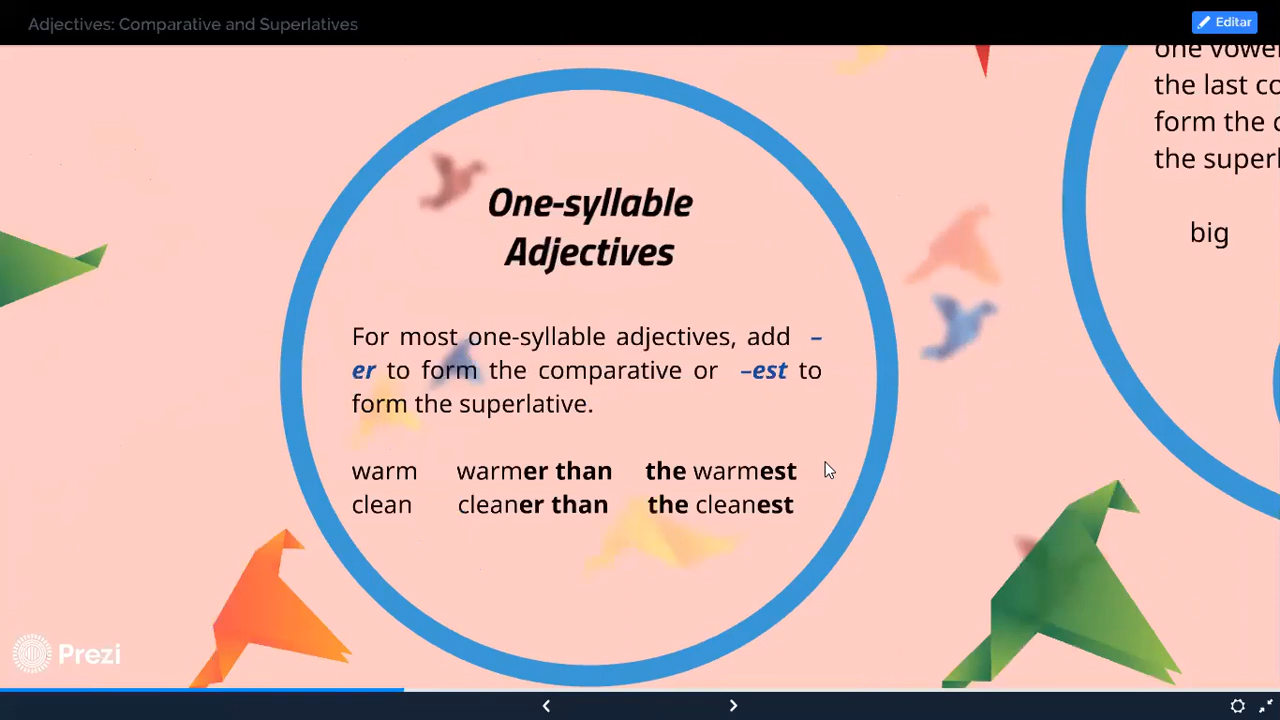 Adjectives: Comparative and Superlatives
Editar
One-syllable
Adjectives
For most one-syllable adjectives, add –
er to form the comparative or –est to
form the superlative.
warm warmer than the warmest
clean cleaner than the cleanest
one vowe
the last co
form the
the superl
big
Prezi